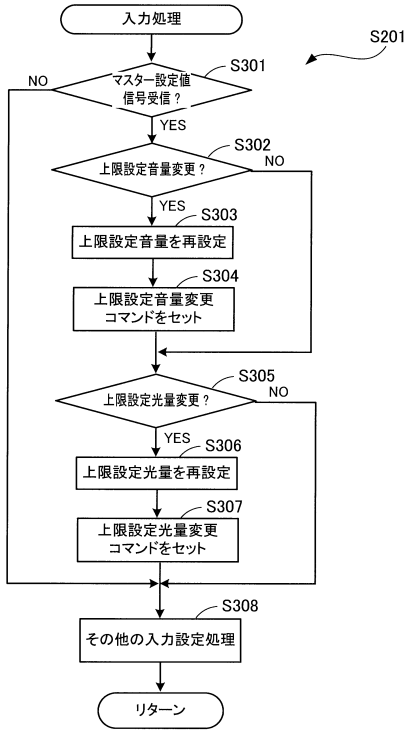 入力処理
S201
S301
NO
マスター設定値
信号受信？
YES
S302
上限設定音量変更？
NO
YES
S303
上限設定音量を再設定
S304
上限設定音量変更
コマンドをセット
S305
上限設定光量変更？
NO
YES
S306
上限設定光量を再設定
S307
上限設定光量変更
コマンドをセット
S308
その他の入力設定処理
リターン